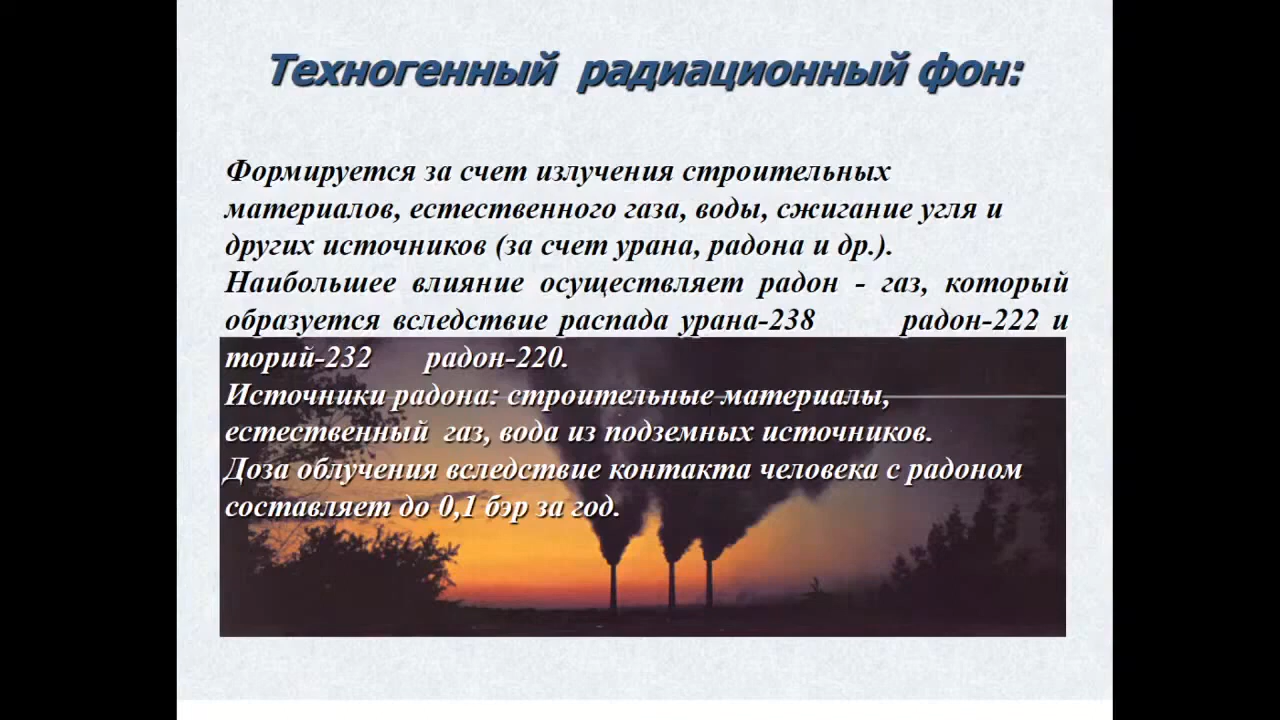 Техногенный радиационный фон:
Формируется за счет излучения строительных
материалов, естественного газа, воды, сжигание угля и
других источников (за счет урана, радона и др.).
Наибольшее влияние осуществляет радон - газ, который
образуется вследствие распада урана-238 радон-222 и
торий-232 радон-220.
Источники радона: строительные материалы,
естественный газ, вода из подземных источников.
Доза облучения вследствие контакта человека с радоном
составляет до 0,1 бэр за год.